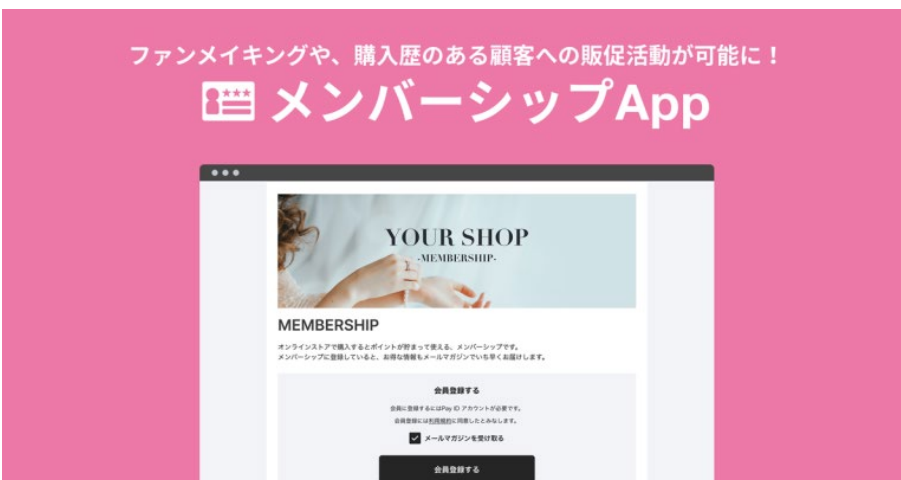 ファンメイキングや、購入歴のある顧客への販促活動が可能に！
メンバーシップApp
YOUR SHOP
-MEMBERSHIP-
MEMBERSHIP
オンラインストアで購入するとポイントが貯まって使える、メンバーシップです。
メンバーシップに登録していると、お得な情報もメールマガジンでいち早くお届けします。
会員登録する
会員に登録するにはPay ID アカウントが必要です。
会員登録には利用規約に同意したとみなします。
メールマガジンを受け取る
会員登録する